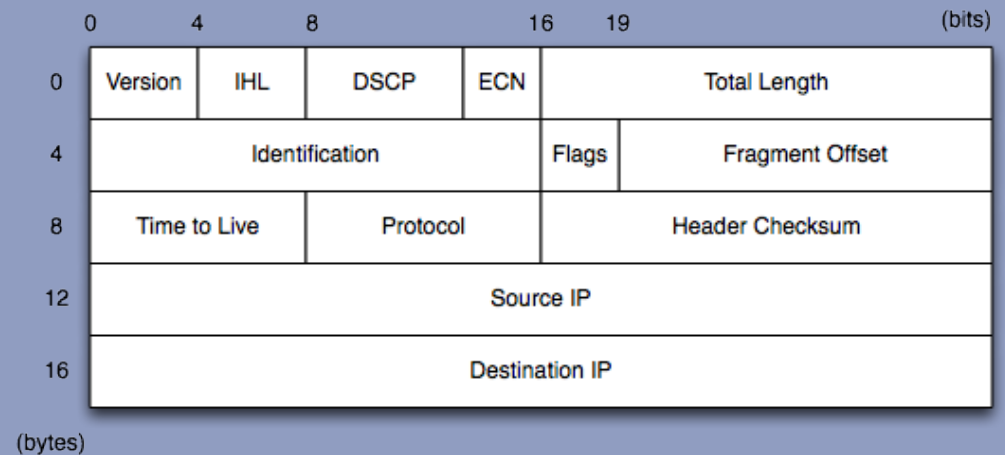 0 4 8 16 19 (bits)
0 Version IHL DSCP ECN Total Length
4 Identification Flags Fragment Offset
8 Time to Live Protocol Header Checksum
12 Source IP
16 Destination IP
(bytes)